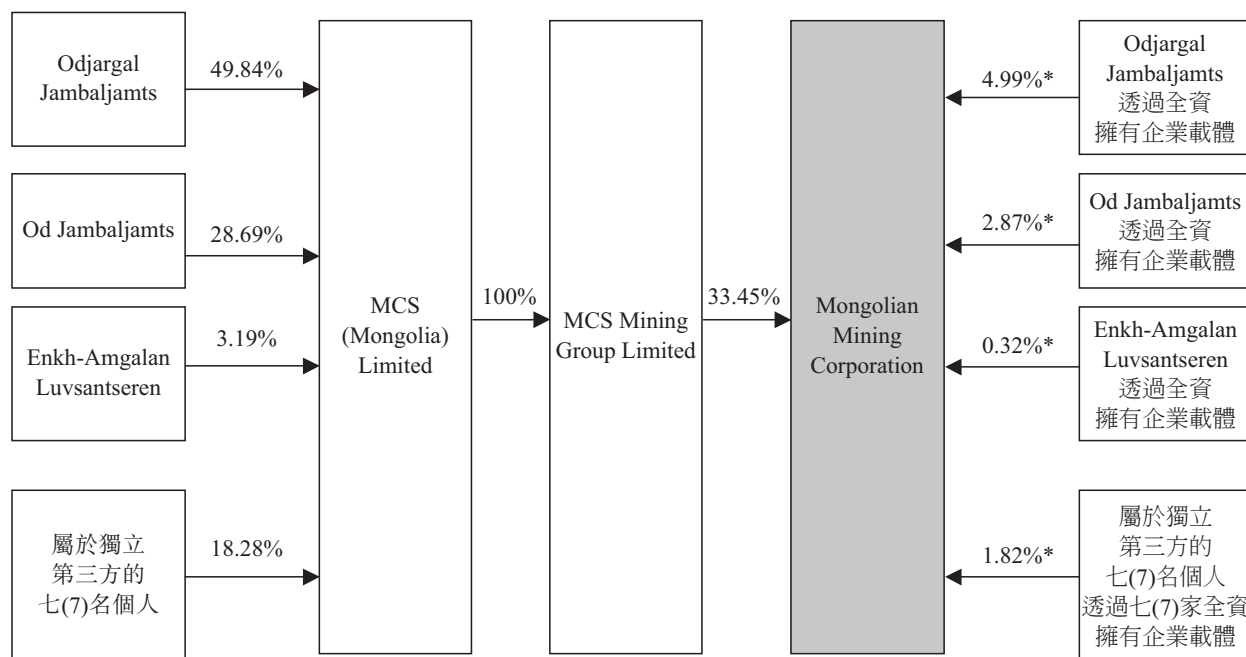 Odjargal
Jambaljamts
49.84%
Od Jambaljamts
28.69%
Enkh-Amgalan
Luvsantseren
3.19%
屬於獨立
第三方的
七(7)名個人
18.28%
MCS
(Mongolia)
Limited
100%
MCS Mining
Group Limited
33.45%
Mongolian
Mining
Corporation
4.99%*
Odjargal
Jambaljamts
透過全資
擁有企業載體
2.87%*
Od Jambaljamts
透過全資
擁有企業載體
0.32%*
Enkh-Amgalan
Luvsantseren
透過全資
擁有企業載體
1.82%*
屬於獨立
第三方的
七(7)名個人
透過七(7)家全資
擁有企業載體